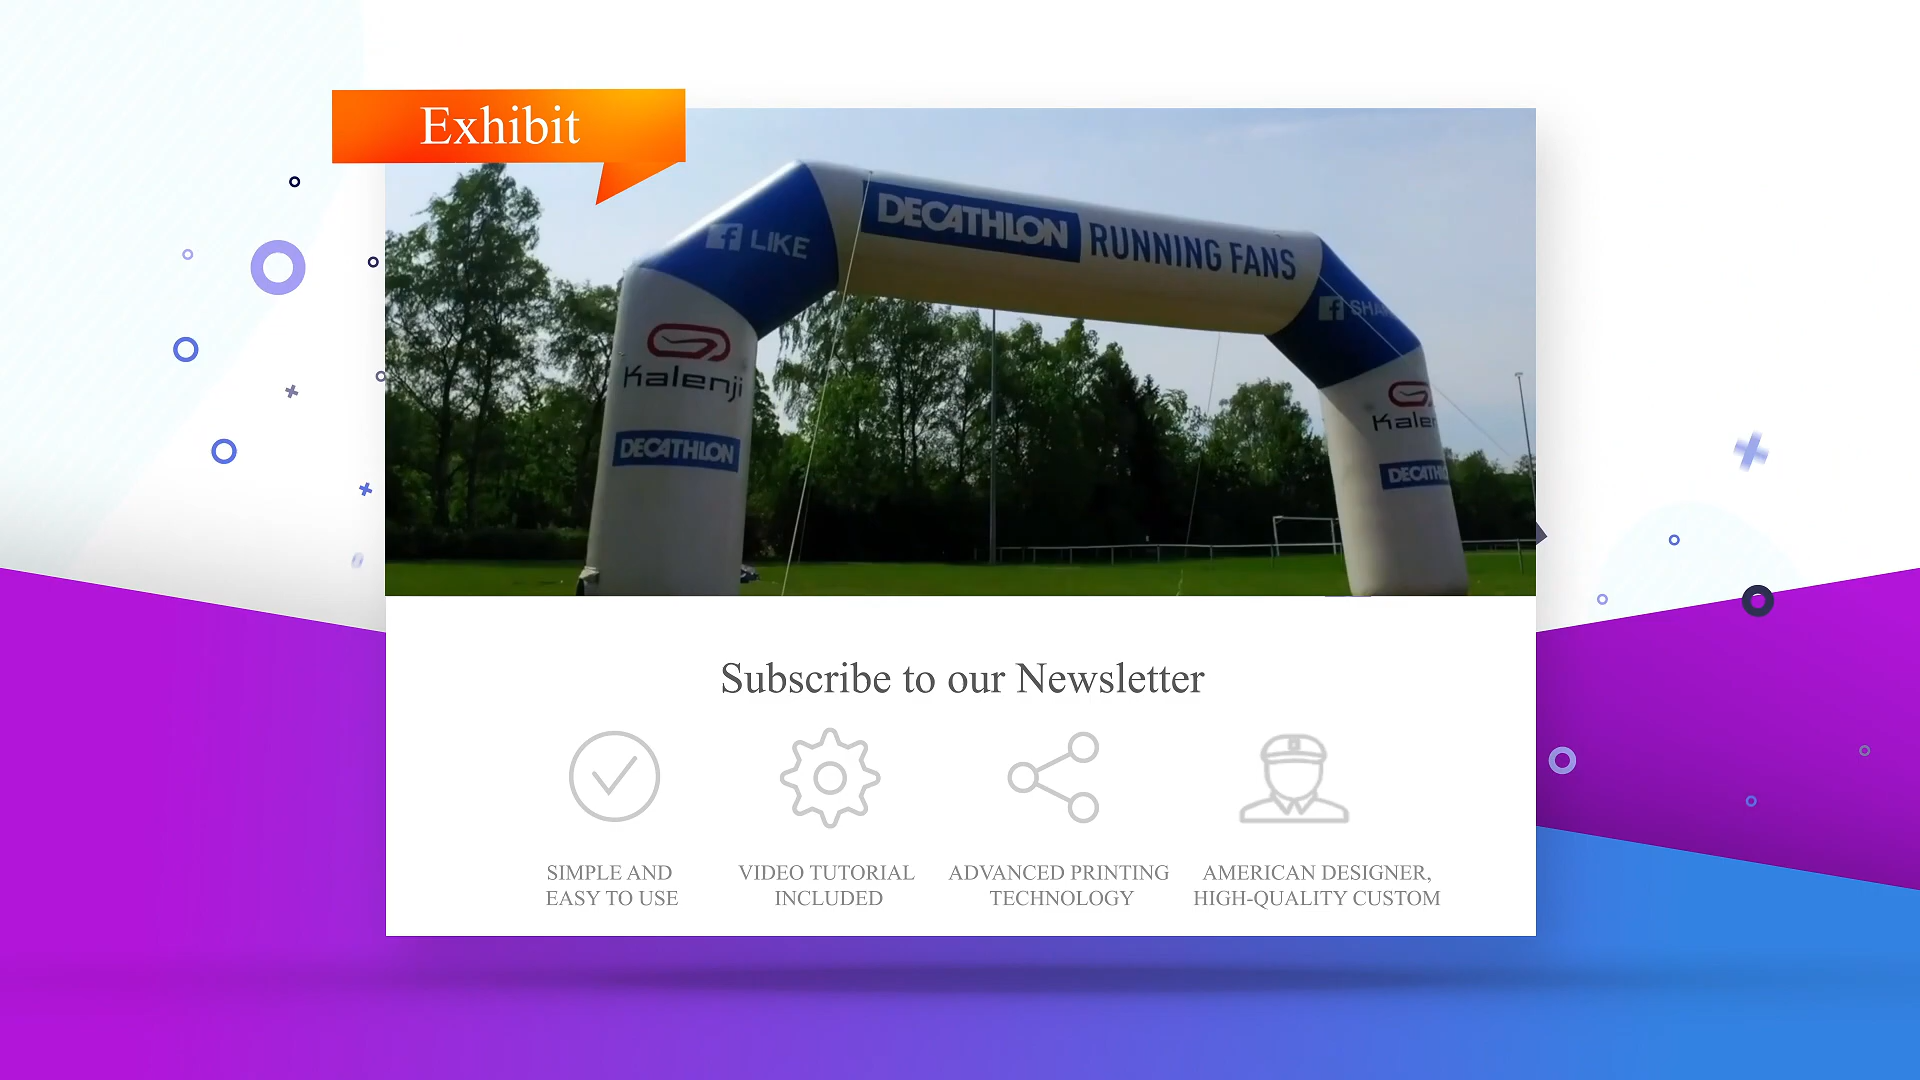 Exhibit
LIKE
DECATHLON RUNNING FANS
Kalenji
DECATHLON
Subscribe to our Newsletter
SIMPLE AND
EASY TO USE
VIDEO TUTORIAL
INCLUDED
ADVANCED PRINTING
TECHNOLOGY
AMERICAN DESIGNER,
HIGH-QUALITY CUSTOM